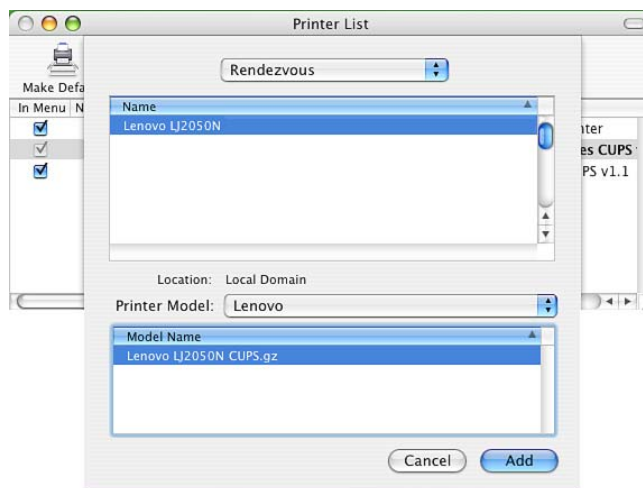 Printer List
Rendezvous
Make Defa
In Menu N
Name
Lenovo LJ2050N
nter
es CUPS
PS v1.1
Location: Local Domain
Printer Model: Lenovo
Model Name
Lenovo LJ2050N CUPS.gz
Cancel Add